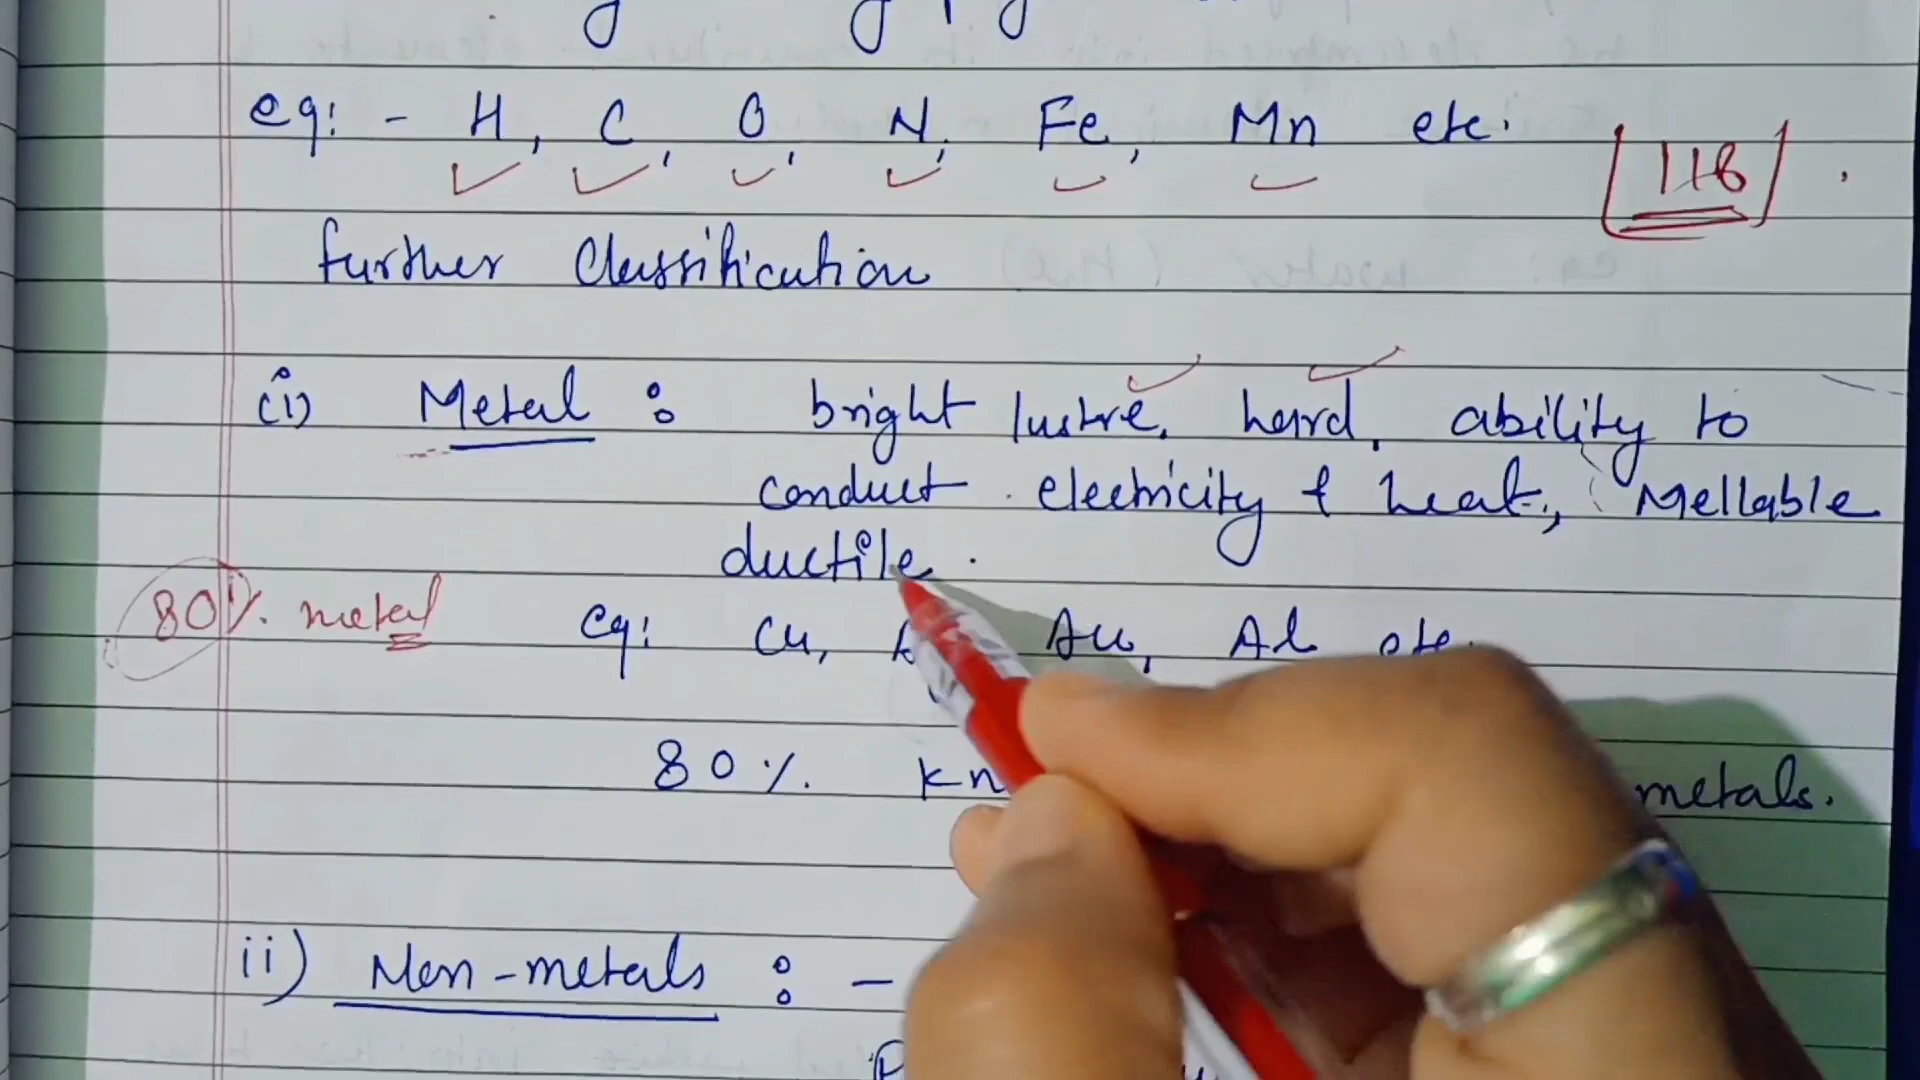 eg:- H, C, O, N, Fe, Mn etc.
118
further Classification
(i) Metal : bright lustre, hard, ability to
conduct electricity & heat, Mellable
ductile.
80% metal
eg: Cu, Au, Al etc.
80% metals.
ii) Non-metals : -